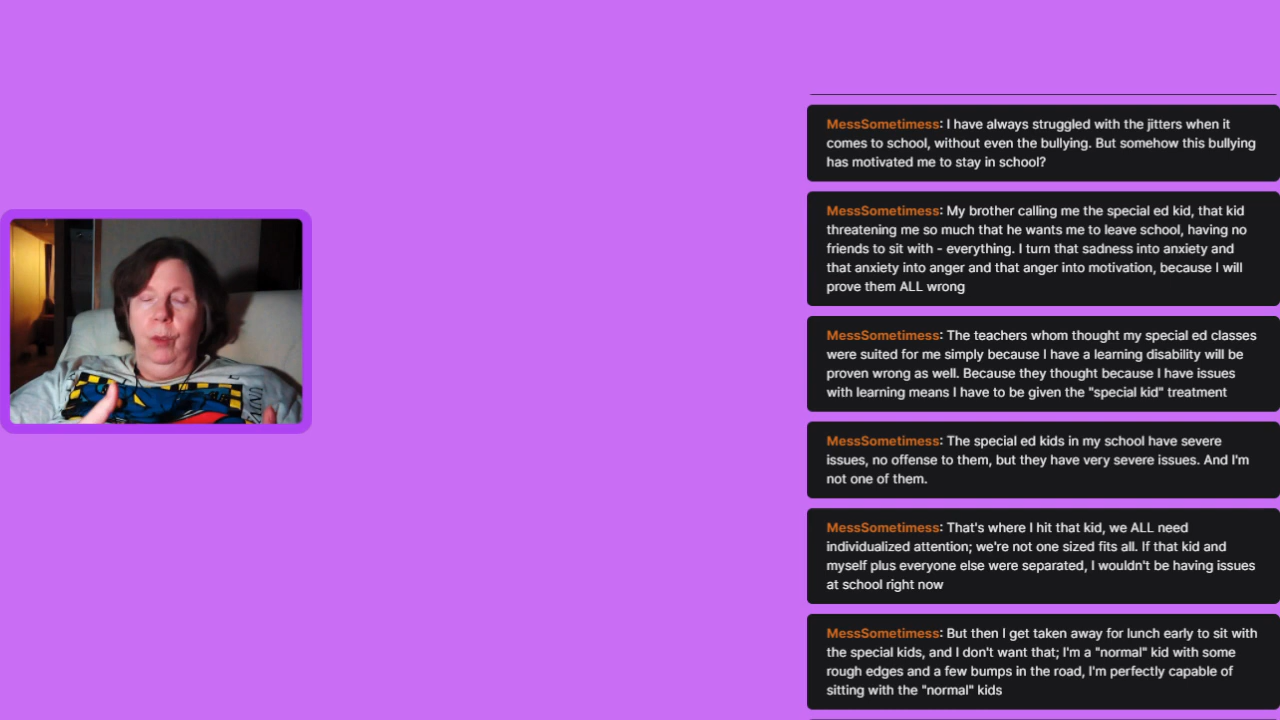 MessSometimess: I have always struggled with the jitters when it
comes to school, without even the bullying. But somehow this bullying
has motivated me to stay in school?
MessSometimess: My brother calling me the special ed kid, that kid
threatening me so much that he wants me to leave school, having no
friends to sit with - everything. I turn that sadness into anxiety and
that anxiety into anger and that anger into motivation, because I will
prove them ALL wrong
MessSometimess: The teachers whom thought my special ed classes
were suited for me simply because I have a learning disability will be
proven wrong as well. Because they thought because I have issues
with learning means I have to be given the "special kid" treatment
MessSometimess: The special ed kids in my school have severe
issues, no offense to them, but they have very severe issues. And I'm
not one of them.
MessSometimess: That's where I hit that kid, we ALL need
individualized attention; we're not one sized fits all. If that kid and
myself plus everyone else were separated, I wouldn't be having issues
at school right now
MessSometimess: But then I get taken away for lunch early to sit with
the special kids, and I don't want that; I'm a "normal" kid with some
rough edges and a few bumps in the road, I'm perfectly capable of
sitting with the "normal" kids